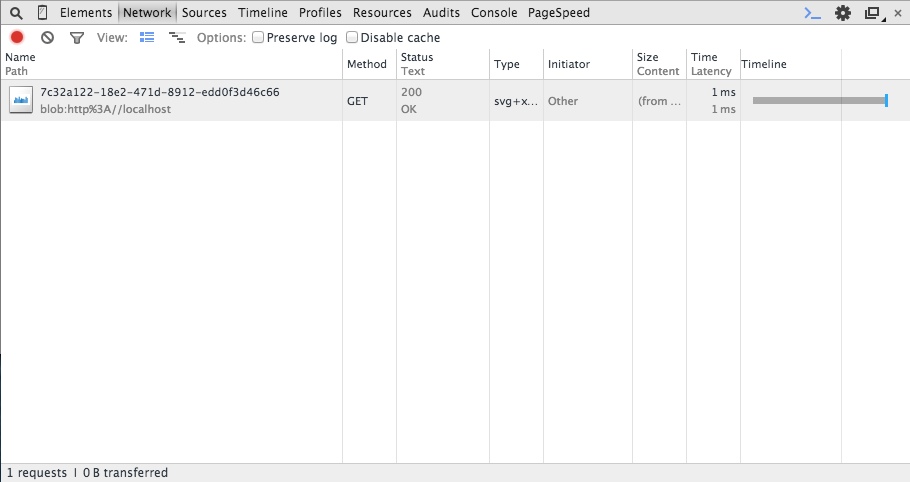 Elements Network Sources Timeline Profiles Resources Audits Console PageSpeed
View: Options: Preserve log Disable cache
Name Path Method Status Text Type Initiator Size Content Time Latency Timeline
7c32a122-18e2-471d-8912-edd0f3d46c66 GET 200 svg+x... Other (from ... 1 ms
blob:http%3A//localhost OK 1 ms
1 requests | 0 B transferred